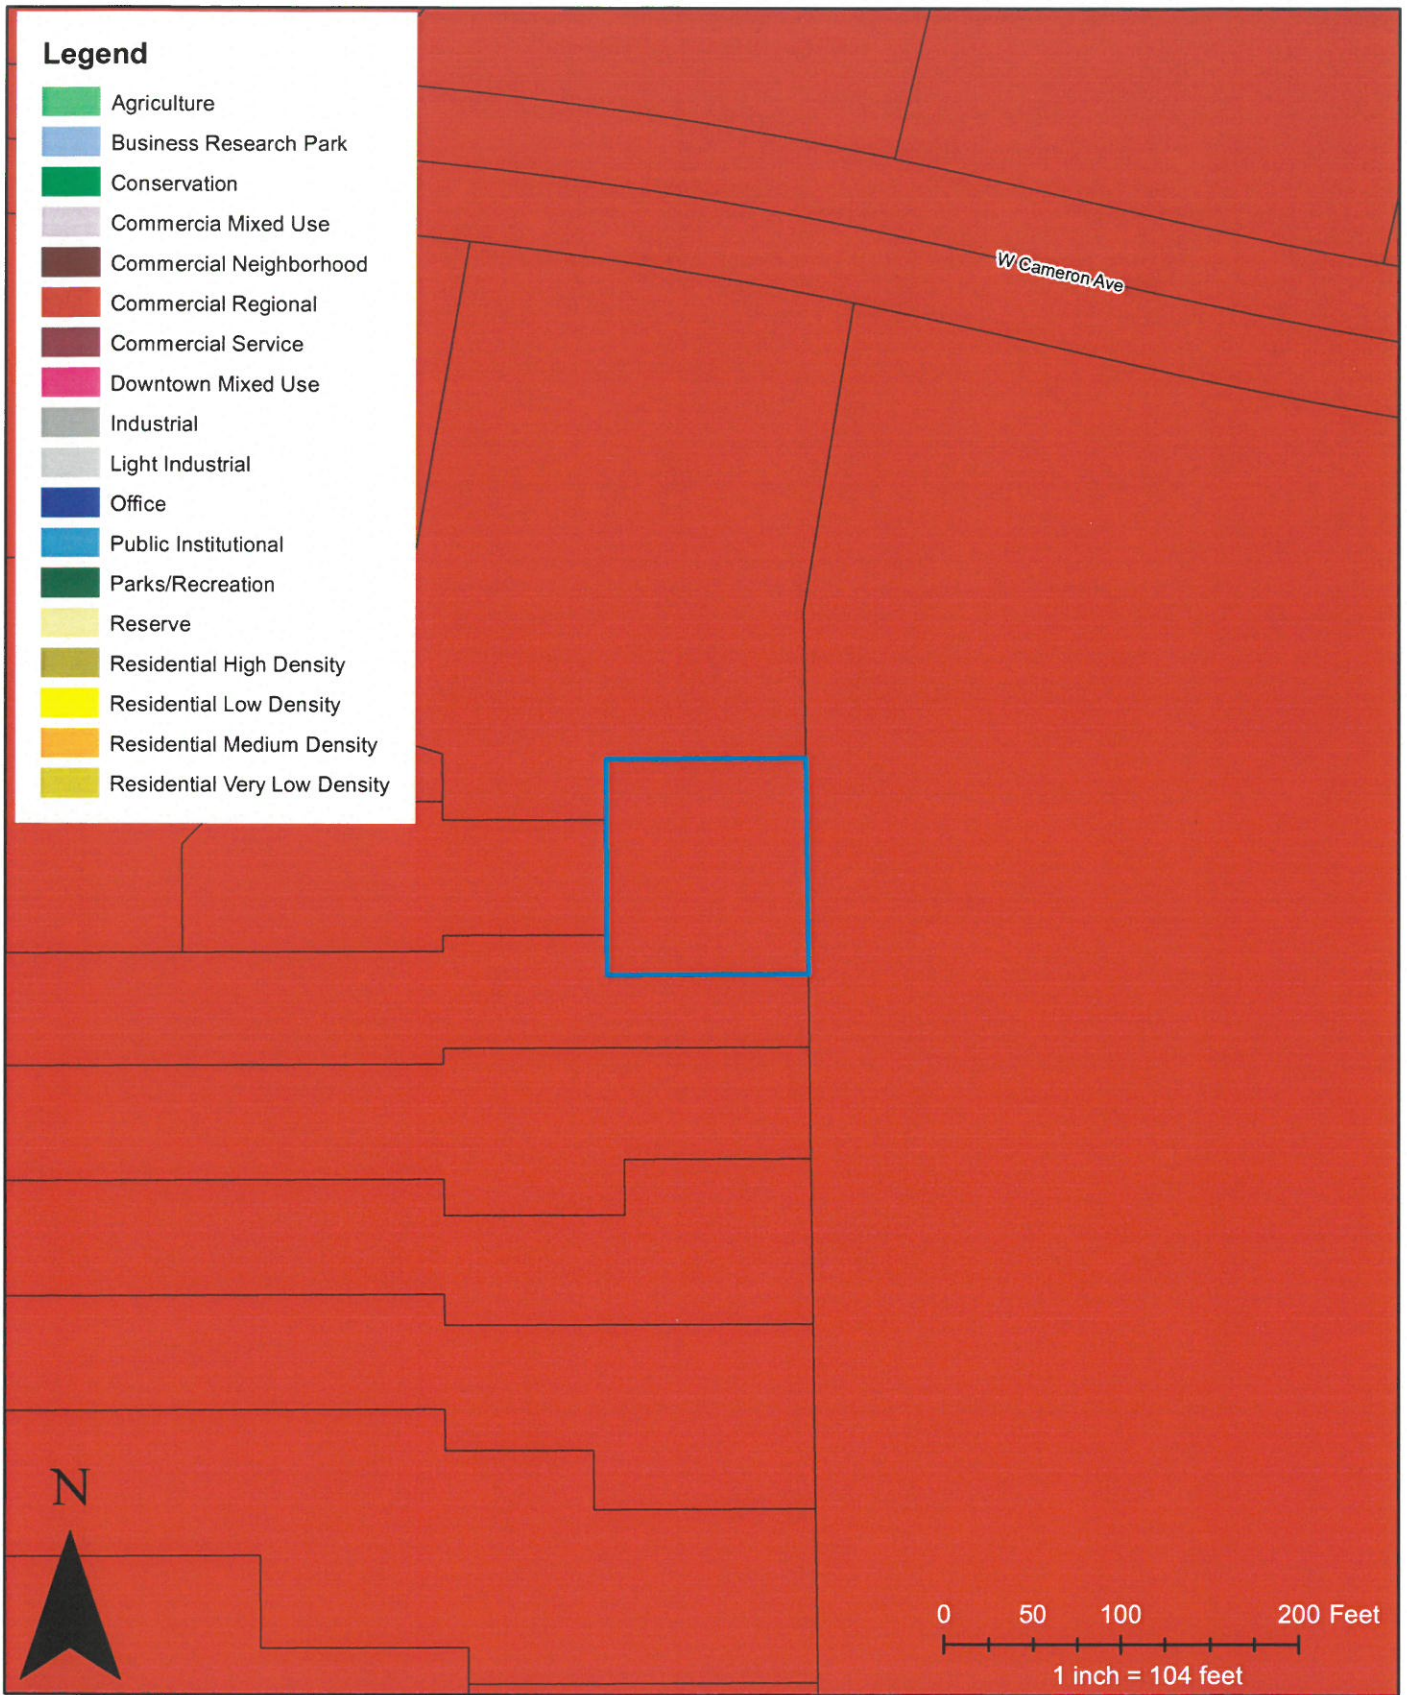 Legend
Agriculture
Business Research Park
Conservation
Commercia Mixed Use
Commercial Neighborhood
Commercial Regional
Commercial Service
Downtown Mixed Use
Industrial
Light Industrial
Office
Public Institutional
Parks/Recreation
Reserve
Residential High Density
Residential Low Density
Residential Medium Density
Residential Very Low Density
W Cameron Ave
N
0 50 100 200 Feet
1 inch = 104 feet